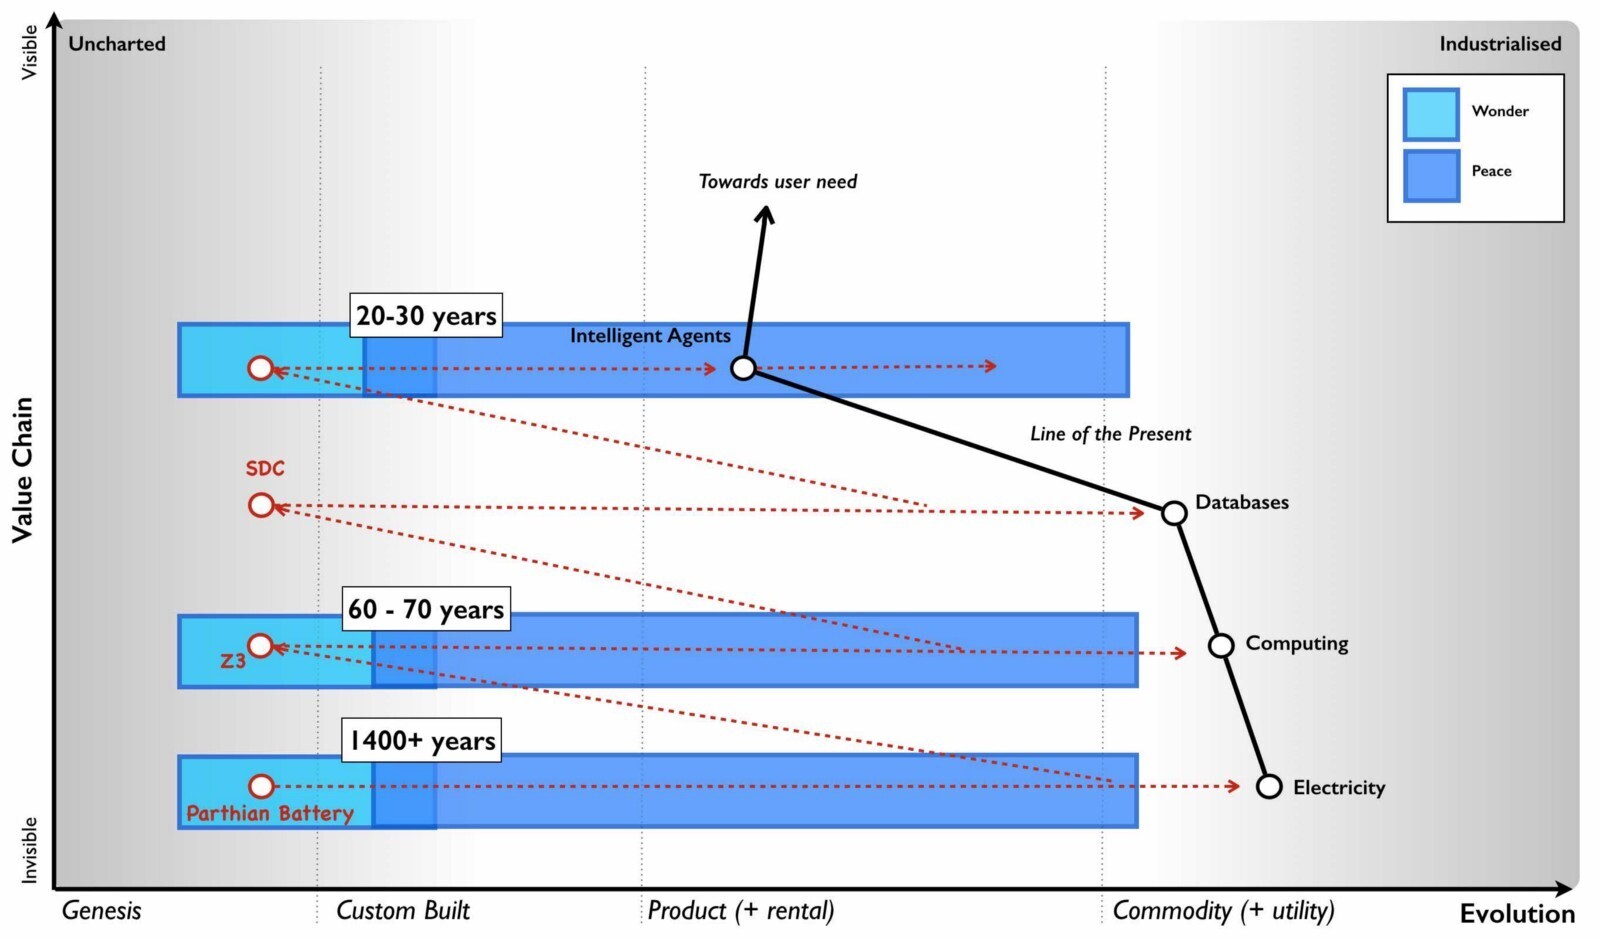 Visible
Uncharted
Industrialised
Wonder
Peace
Towards user need
20-30 years
Intelligent Agents
Line of the Present
Value Chain
SDC
Databases
60 - 70 years
Z3
Computing
1400+ years
Parthian Battery
Electricity
Invisible
Genesis
Custom Built
Product (+ rental)
Commodity (+ utility)
Evolution